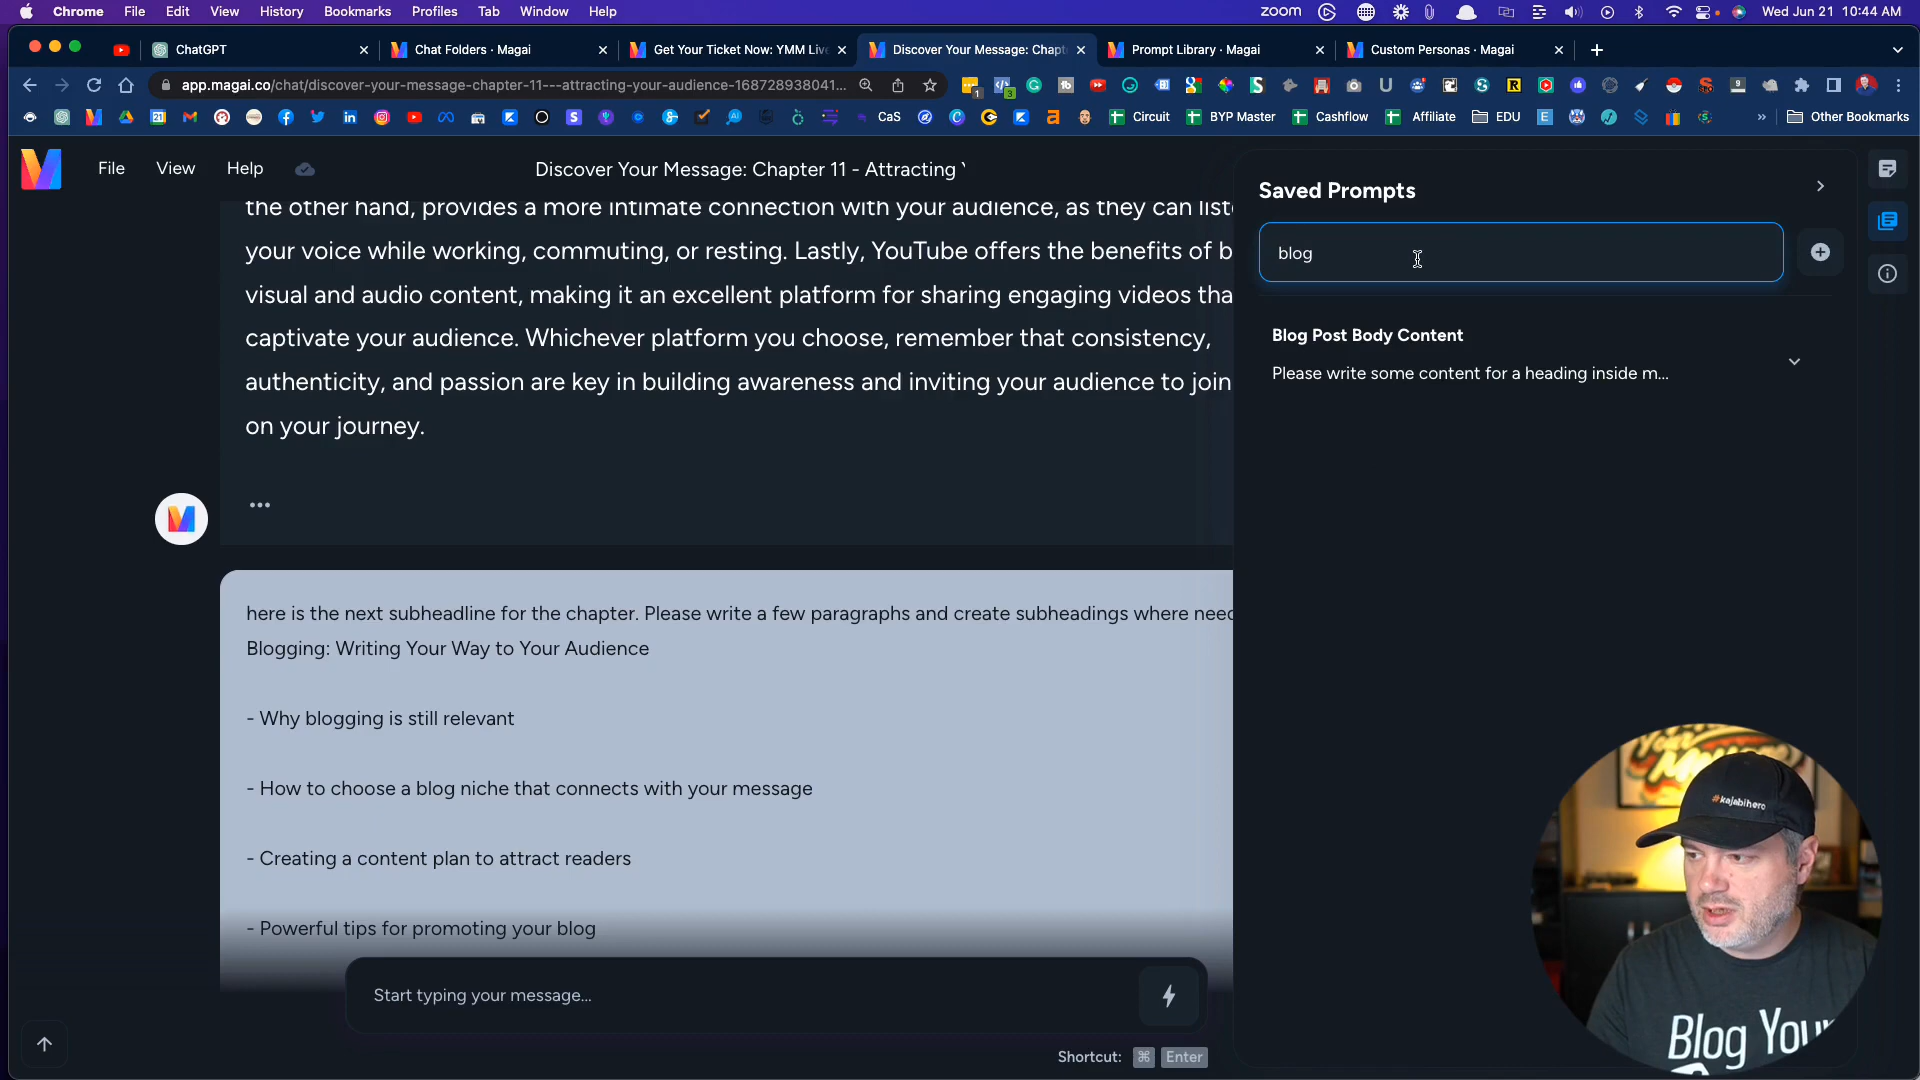 Chrome File Edit View History Bookmarks Profiles Tab Window Help zoom Wed Jun 21 10:44 AM
ChatGPT Chat Folders · Magai Get Your Ticket Now: YMM Live Discover Your Message: Chapt Prompt Library · Magai Custom Personas · Magai
app.magai.co/chat/discover-your-message-chapter-11---attracting-your-audience-168728938041...
CaS Circuit BYP Master Cashflow Affiliate EDU Other Bookmarks
File View Help Discover Your Message: Chapter 11 - Attracting
the other hand, provides a more intimate connection with your audience, as they can list
your voice while working, commuting, or resting. Lastly, YouTube offers the benefits of b
visual and audio content, making it an excellent platform for sharing engaging videos tha
captivate your audience. Whichever platform you choose, remember that consistency,
authenticity, and passion are key in building awareness and inviting your audience to join
on your journey.
here is the next subheadline for the chapter. Please write a few paragraphs and create subheadings where need
Blogging: Writing Your Way to Your Audience
- Why blogging is still relevant
- How to choose a blog niche that connects with your message
- Creating a content plan to attract readers
- Powerful tips for promoting your blog
Start typing your message...
Shortcut: ⌘ Enter
Saved Prompts
blog
Blog Post Body Content
Please write some content for a heading inside m...
#kajabihero
Blog You